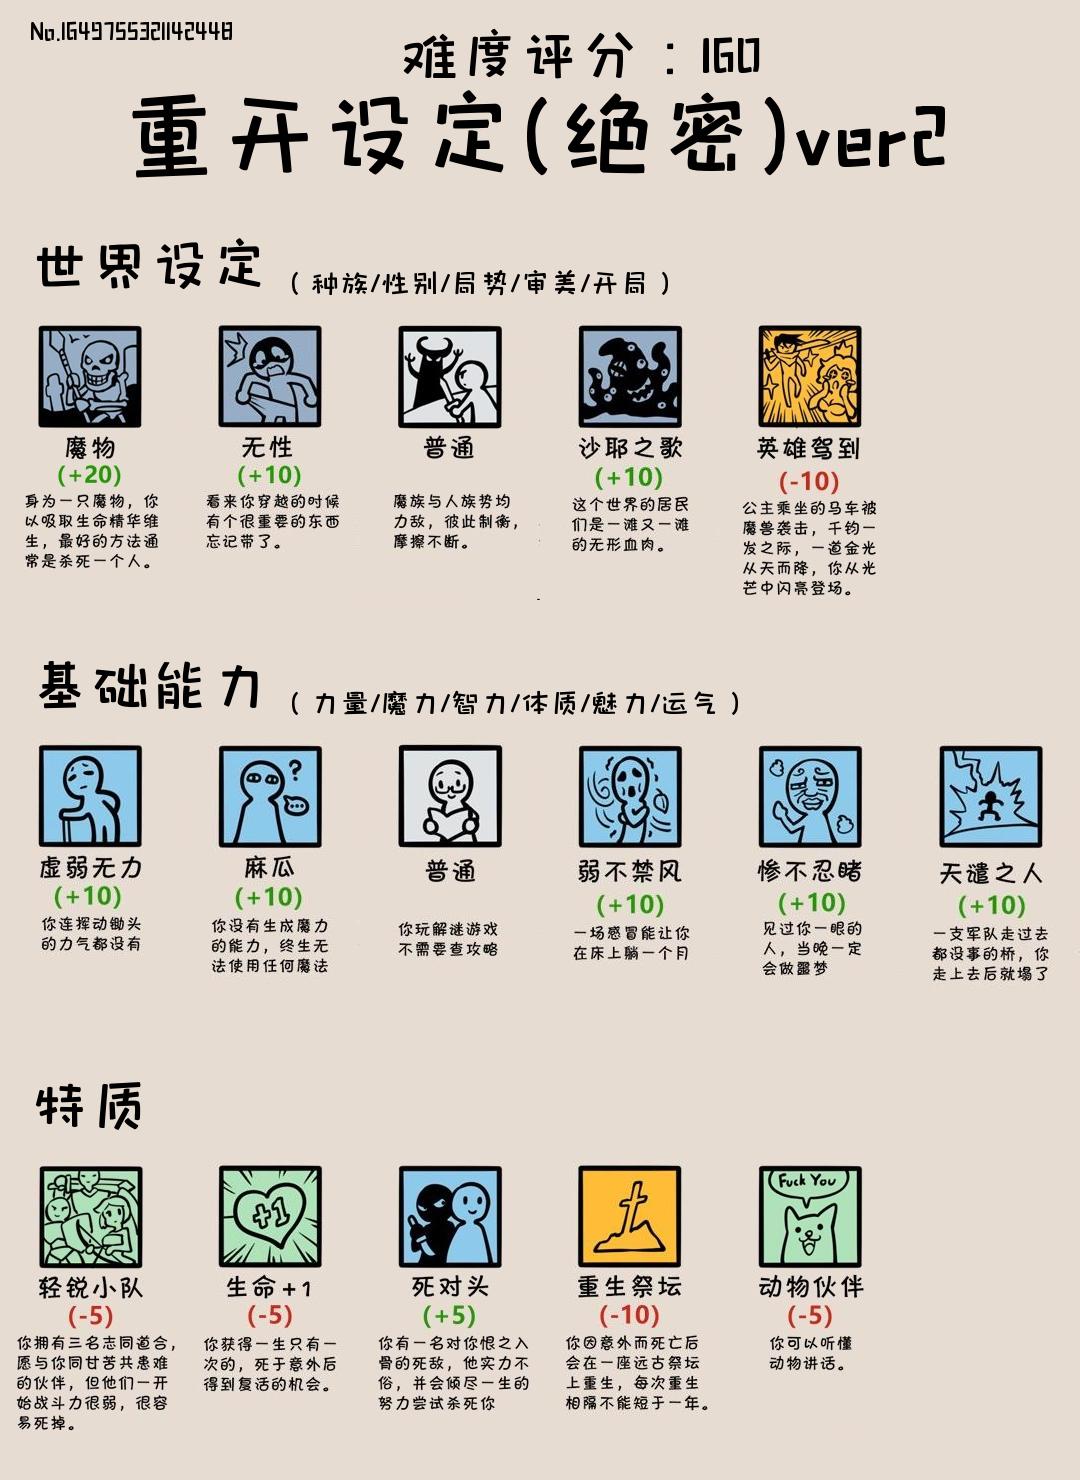 No.1649755321142448
难度评分：160
重开设定(绝密)ver2
世界设定
（种族/性别/局势/审美/开局）
魔物
(+20)
身为一只魔物，你
以吸取生命精华维
生，最好的方法通
常是杀死一个人。
无性
(+10)
看来你穿越的时候
有个很重要的东西
忘记带了。
普通
魔族与人族势均
力敌，彼此制衡，
摩擦不断。
沙耶之歌
(+10)
这个世界的居民
们是一滩又一滩
的无形血肉。
英雄驾到
(-10)
公主乘坐的马车被
魔兽袭击，千钧一
发之际，一道金光
从天而降，你从光
芒中闪亮登场。
基础能力
（力量/魔力/智力/体质/魅力/运气）
虚弱无力
(+10)
你连挥动锄头
的力气都没有
?
麻瓜
(+10)
你没有生成魔力
的能力，终生无
法使用任何魔法
普通
你玩解谜游戏
不需要查攻略
弱不禁风
(+10)
一场感冒能让你
在床上躺一个月
惨不忍睹
(+10)
见过你一眼的
人，当晚一定
会做噩梦
天谴之人
(+10)
一支军队走过去
都没事的桥，你
走上去后就塌了
特质
轻锐小队
(-5)
你拥有三名志同道合，
愿与你同甘苦共患难
的伙伴，但他们一开
始战斗力很弱，很容
易死掉。
+1
生命+1
(-5)
你获得一生只有一
次的，死于意外后
得到复活的机会。
死对头
(+5)
你有一名对你恨之入
骨的死敌，他实力不
俗，并会倾尽一生的
努力尝试杀死你
重生祭坛
(-10)
你因意外而死亡后
会在一座远古祭坛
上重生，每次重生
相隔不能短于一年。
Fuck You
动物伙伴
(-5)
你可以听懂
动物讲话。